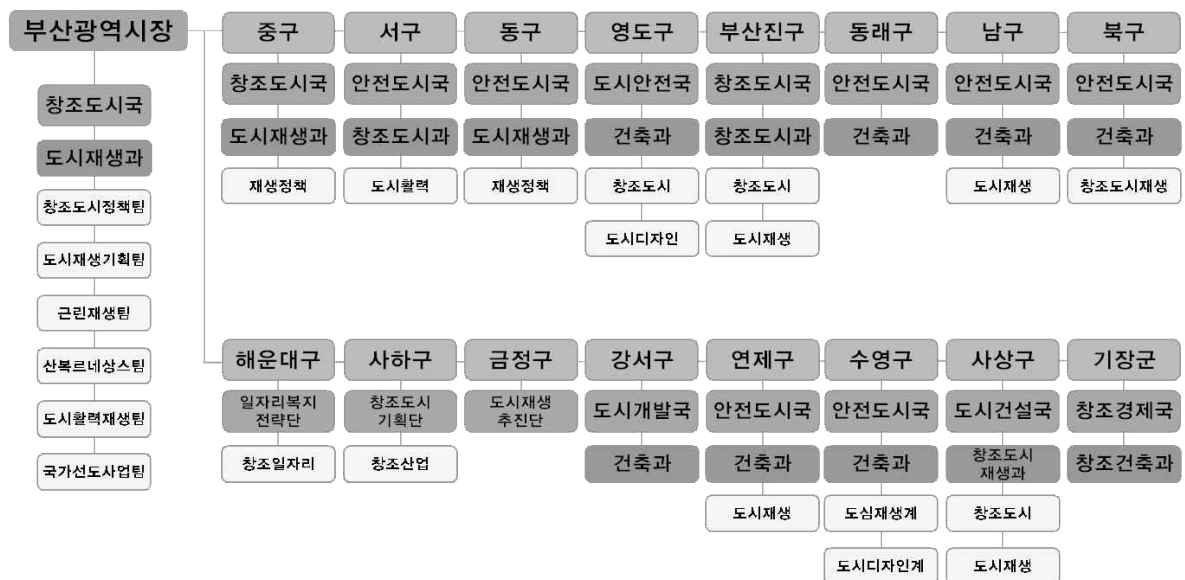 부산광역시장
창조도시국
도시재생과
창조도시정책팀
도시재생기획팀
근린재생팀
산복르네상스팀
도시활력재생팀
국가선도사업팀
중구 서구 동구 영도구 부산진구 동래구 남구 북구
창조도시국 안전도시국 안전도시국 도시안전국 창조도시국 안전도시국 안전도시국 안전도시국
도시재생과 창조도시과 도시재생과 건축과 창조도시과 건축과 건축과 건축과
재생정책 도시활력 재생정책 창조도시 창조도시 도시재생 창조도시재생
도시디자인 도시재생
해운대구 사하구 금정구 강서구 연제구 수영구 사상구 기장군
일자리복지 전략단 창조도시 기획단 도시재생 추진단 도시개발국 안전도시국 안전도시국 도시건설국 창조경제국
창조일자리 창조산업 건축과 건축과 건축과 창조도시 재생과 창조건축과
도시재생 도심재생계 창조도시
도시디자인계 도시재생